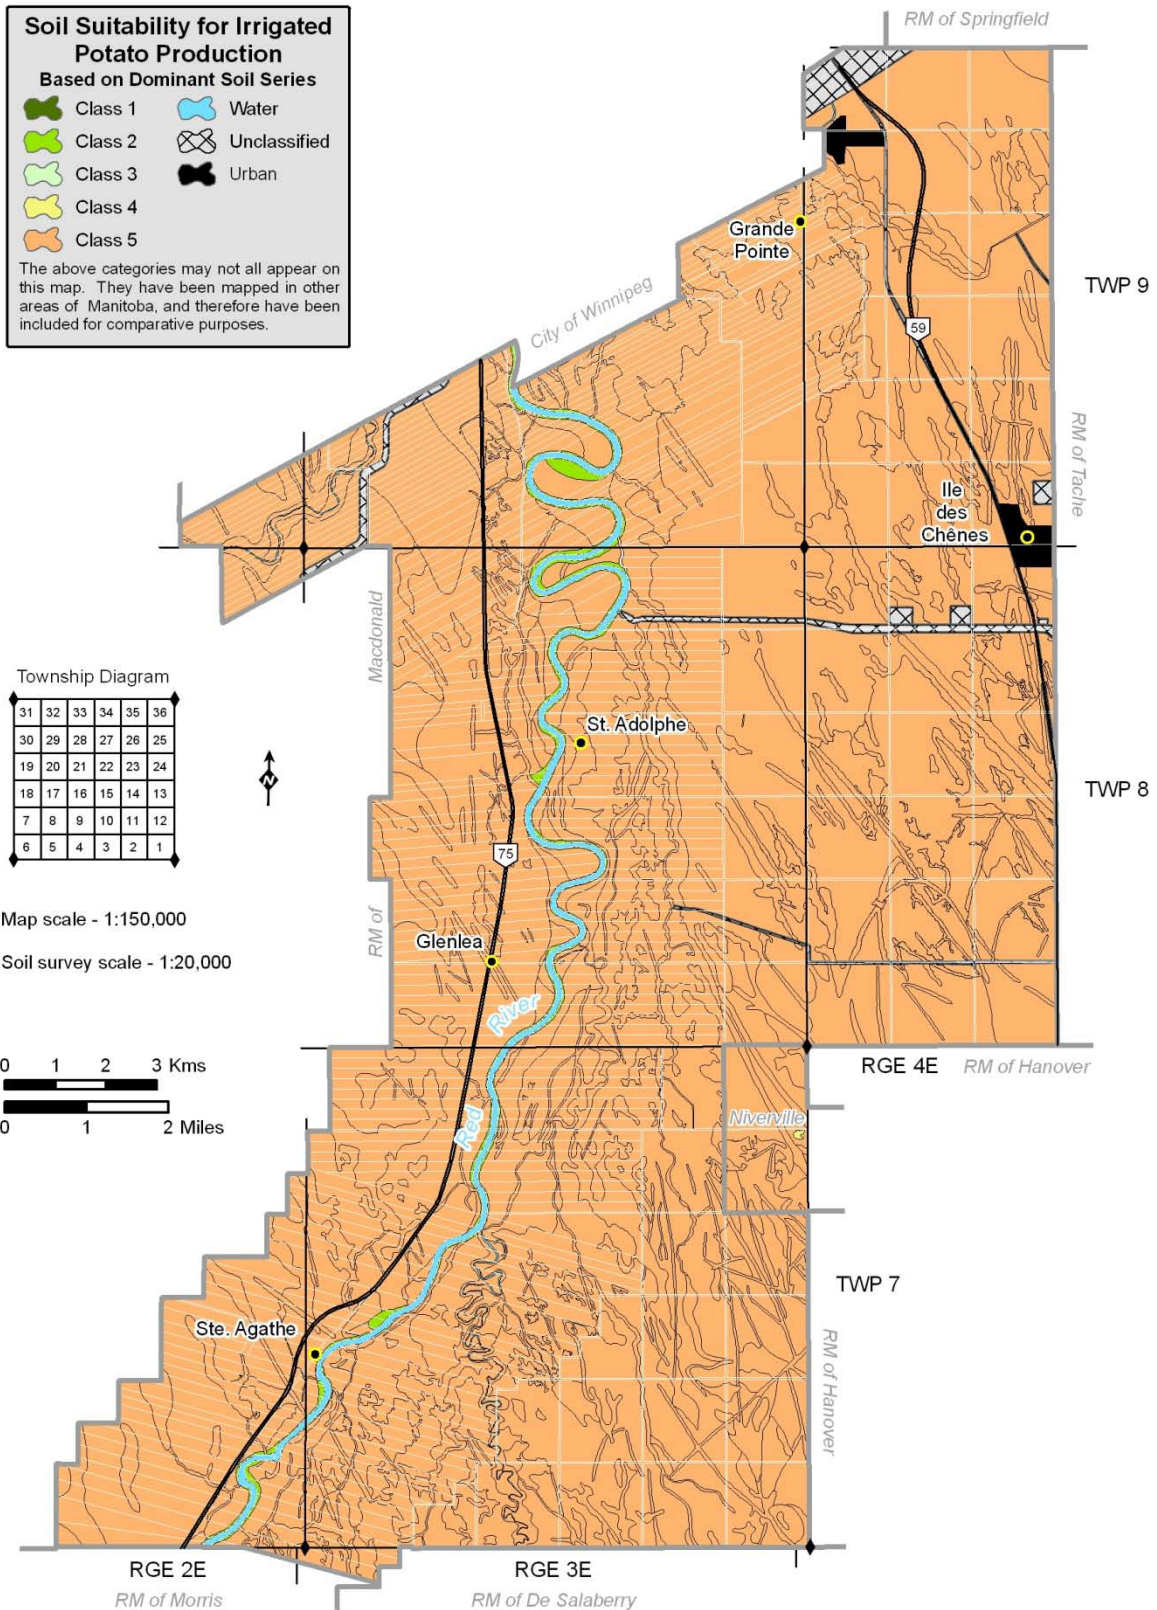 Soil Suitability for Irrigated
Potato Production
Based on Dominant Soil Series
Class 1
Water
Class 2
Unclassified
Class 3
Urban
Class 4
Class 5
The above categories may not all appear on
this map. They have been mapped in other
areas of Manitoba, and therefore have been
included for comparative purposes.
RM of Springfield
Grande
Pointe
TWP 9
City of Winnipeg
59
RM of Tache
Ile
des
Chênes
Macdonald
RM of
Township Diagram
31 32 33 34 35 36
30 29 28 27 26 25
19 20 21 22 23 24
18 17 16 15 14 13
7 8 9 10 11 12
6 5 4 3 2 1
N
St. Adolphe
TWP 8
75
Map scale - 1:150,000
Glenlea
Soil survey scale - 1:20,000
River
Red
0 1 2 3 Kms
0 1 2 Miles
RGE 4E
RM of Hanover
Niverville
TWP 7
Ste. Agathe
RM of Hanover
RGE 2E
RGE 3E
RM of Morris
RM of De Salaberry